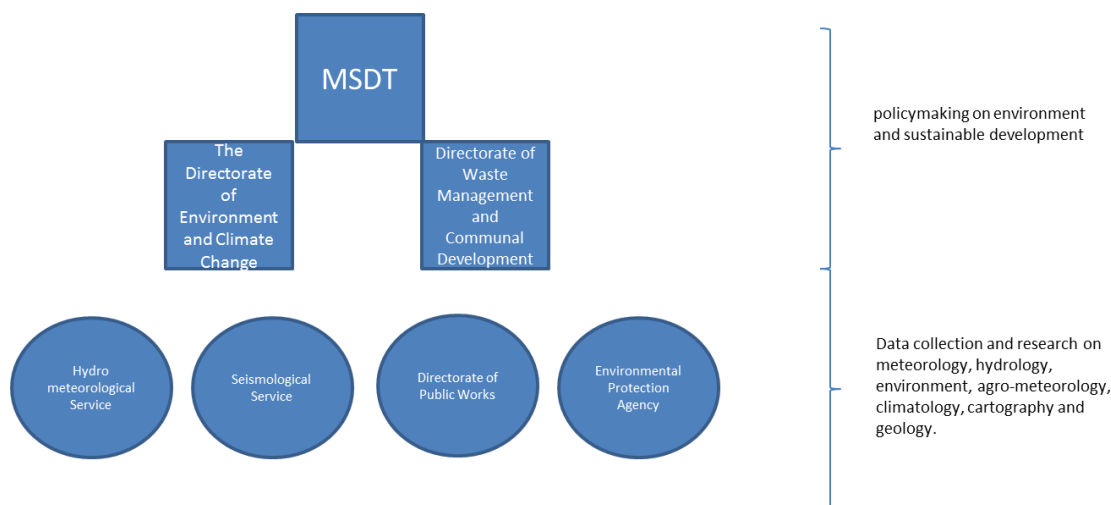 MSDT
policymaking on environment
and sustainable development
The
Directorate
of
Environment
and Climate
Change
Directorate of
Waste
Management
and
Communal
Development
Hydro
meteorological
Service
Seismological
Service
Directorate of
Public Works
Environmental
Protection
Agency
Data collection and research on
meteorology, hydrology,
environment, agro-meteorology,
climatology, cartography and
geology.